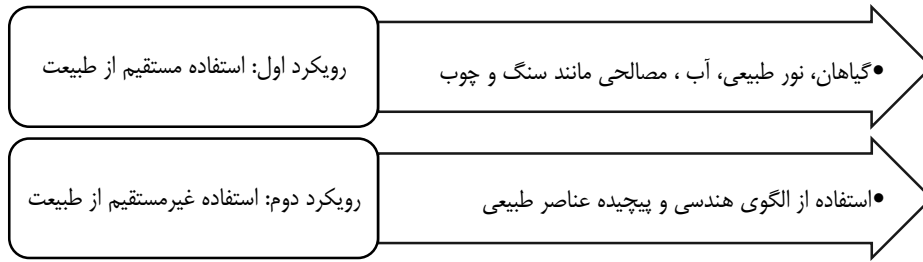 رویکرد اول: استفاده مستقیم از طبیعت
•گیاهان، نور طبیعی، آب ، مصالحی مانند سنگ و چوب
رویکرد دوم: استفاده غیرمستقیم از طبیعت
•استفاده از الگوی هندسی و پیچیده عناصر طبیعی